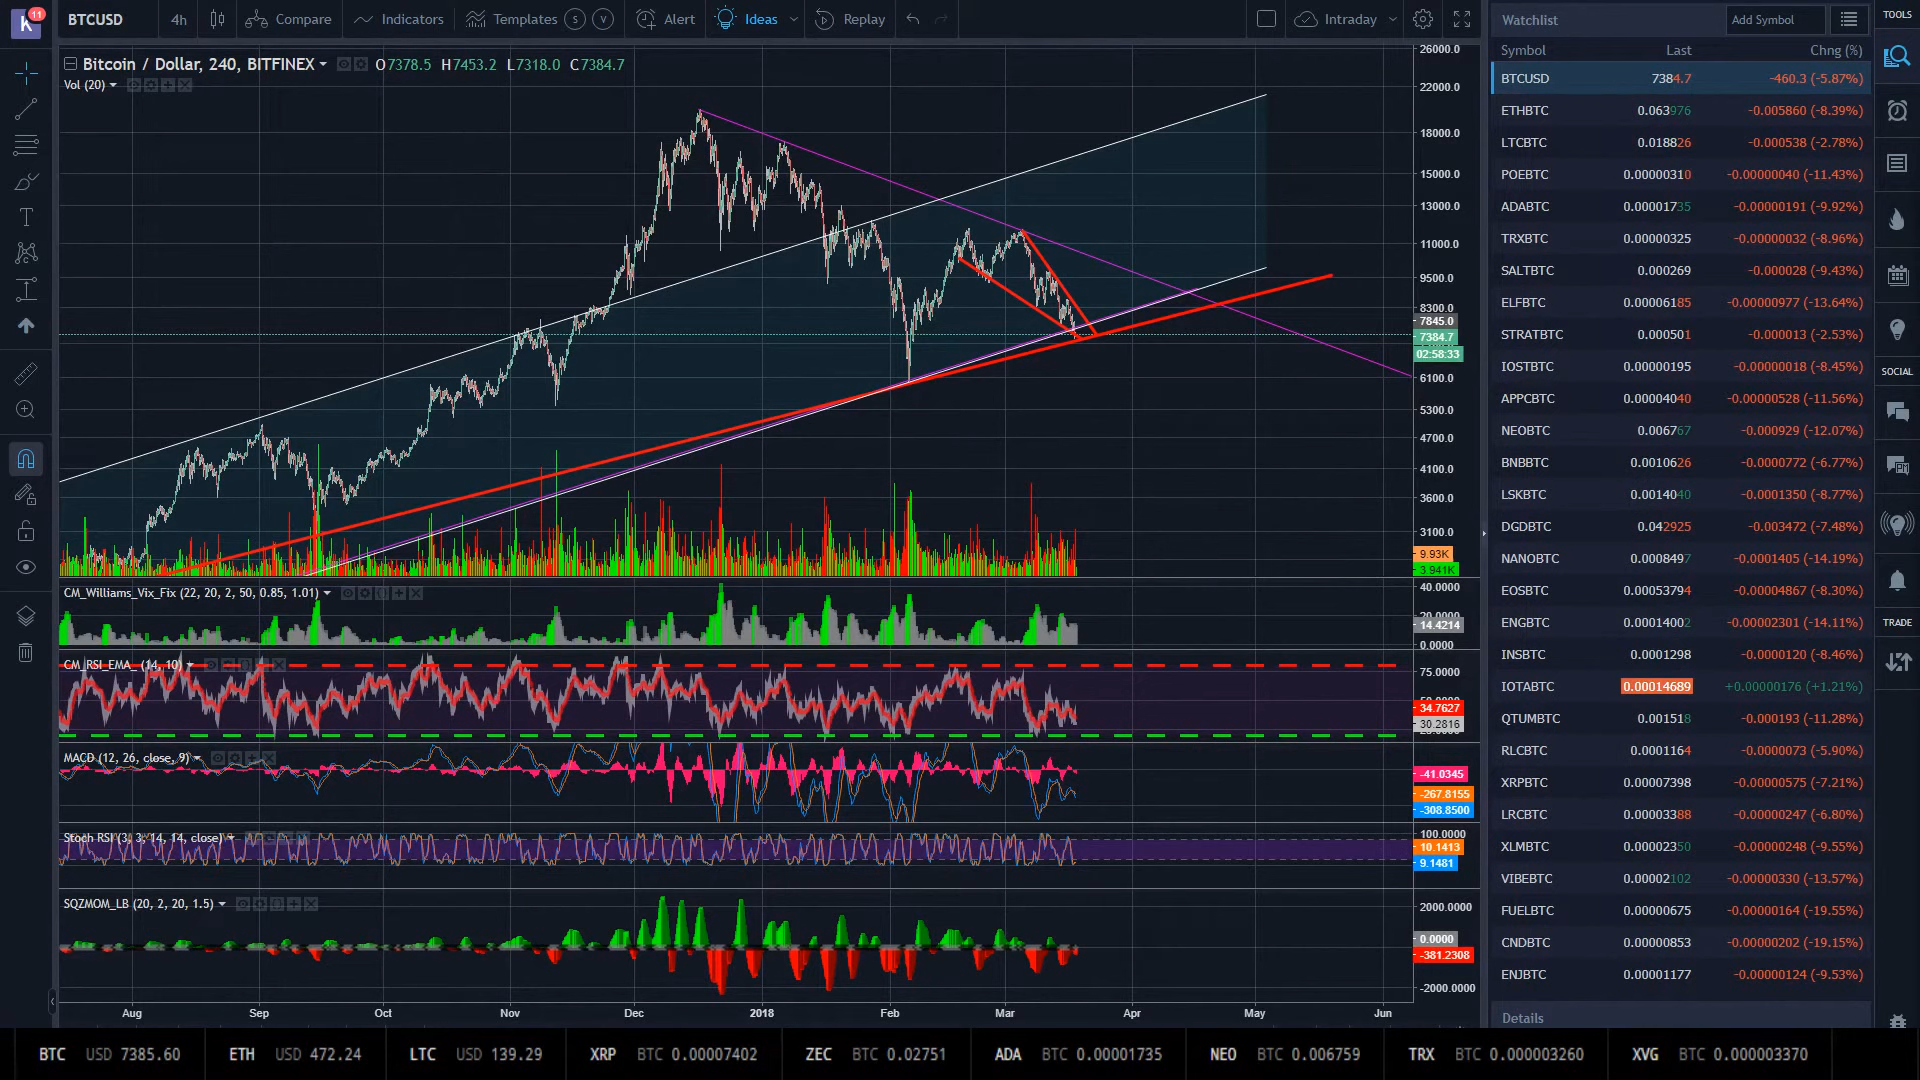 K 11
BTCUSD 4h Compare Indicators Templates S V Alert Ideas Replay Intraday
Bitcoin / Dollar, 240, BITFINEX O7378.5 H7453.2 L7318.0 C7384.7
Vol (20)
26000.0
22000.0
18000.0
15000.0
13000.0
11000.0
9500.0
8300.0
7845.0
7384.7
02:58:33
6100.0
5300.0
4700.0
4100.0
3600.0
3100.0
9.93K
3.941K
CM_Williams_Vix_Fix (22, 20, 2, 50, 0.85, 1.01)
40.0000
20.0000
14.4214
0.0000
CM_RSI_EMA_ (14, 10)
75.0000
34.7627
30.2816
MACD (12, 26, close, 9)
-41.0345
-267.8155
-308.8500
Stoch RSI (3, 3, 14, 14, close)
100.0000
10.1413
9.1481
SQZMOM_LB (20, 2, 20, 1.5)
2000.0000
0.0000
-381.2308
-2000.0000
Aug Sep Oct Nov Dec 2018 Feb Mar Apr May Jun
Watchlist Add Symbol
Symbol Last Chng (%)
BTCUSD 7384.7 -460.3 (-5.87%)
ETHBTC 0.063976 -0.005860 (-8.39%)
LTCBTC 0.018826 -0.000538 (-2.78%)
POEBTC 0.00000310 -0.00000040 (-11.43%)
ADABTC 0.00001735 -0.00000191 (-9.92%)
TRXBTC 0.00000325 -0.00000032 (-8.96%)
SALTBTC 0.000269 -0.000028 (-9.43%)
ELFBTC 0.00006185 -0.00000977 (-13.64%)
STRATBTC 0.000501 -0.000013 (-2.53%)
IOSTBTC 0.00000195 -0.00000018 (-8.45%)
APPCBTC 0.00004040 -0.00000528 (-11.56%)
NEOBTC 0.006767 -0.000929 (-12.07%)
BNBBTC 0.0010626 -0.0000772 (-6.77%)
LSKBTC 0.0014040 -0.0001350 (-8.77%)
DGDBTC 0.042925 -0.003472 (-7.48%)
NANOBTC 0.0008497 -0.0001405 (-14.19%)
EOSBTC 0.00053794 -0.00004867 (-8.30%)
ENGBTC 0.00014002 -0.00002301 (-14.11%)
INSBTC 0.0001298 -0.0000120 (-8.46%)
IOTABTC 0.00014689 +0.00000176 (+1.21%)
QTUMBTC 0.001518 -0.000193 (-11.28%)
RLCBTC 0.0001164 -0.0000073 (-5.90%)
XRPBTC 0.00007398 -0.00000575 (-7.21%)
LRCBTC 0.00003388 -0.00000247 (-6.80%)
XLMBTC 0.00002350 -0.00000248 (-9.55%)
VIBEBTC 0.00002102 -0.00000330 (-13.57%)
FUELBTC 0.00000675 -0.00000164 (-19.55%)
CNDBTC 0.00000853 -0.00000202 (-19.15%)
ENJBTC 0.00001177 -0.00000124 (-9.53%)
Details
TOOLS
SOCIAL
TRADE
BTC USD 7385.60 ETH USD 472.24 LTC USD 139.29 XRP BTC 0.00007402 ZEC BTC 0.02751 ADA BTC 0.00001735 NEO BTC 0.006759 TRX BTC 0.000003260 XVG BTC 0.000003370